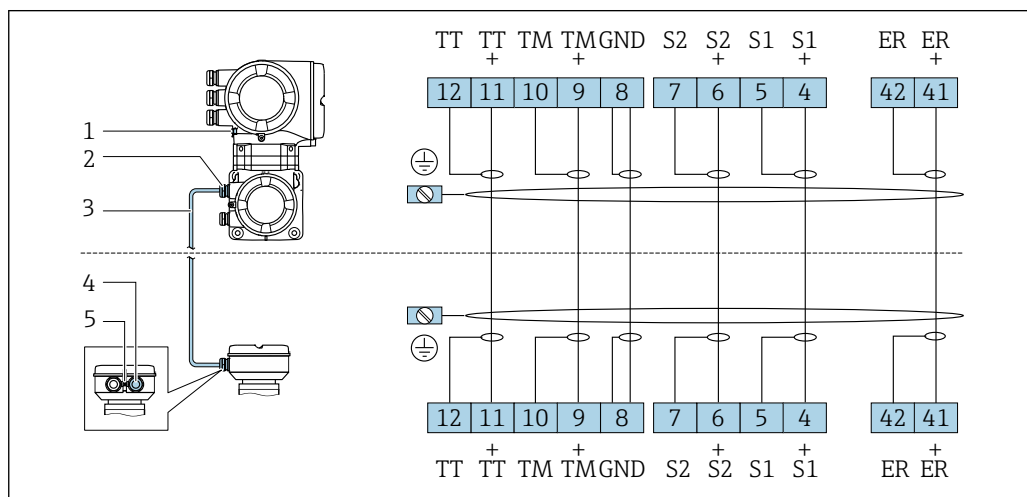 TT TT TM TM GND S2 S2 S1 S1 ER ER
+ + + + +
12 11 10 9 8 7 6 5 4 42 41
1
2
3
4
5
12 11 10 9 8 7 6 5 4 42 41
+ + + + +
TT TT TM TM GND S2 S2 S1 S1 ER ER